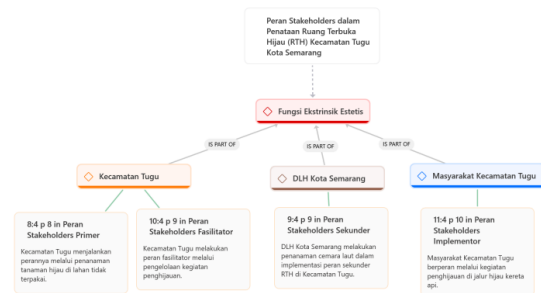 Peran Stakeholders dalam
Penataan Ruang Terbuka
Hijau (RTH) Kecamatan Tugu
Kota Semarang
Fungsi Ekstrinsik Estetis
IS PART OF
IS PART OF
IS PART OF
Kecamatan Tugu
DLH Kota Semarang
Masyarakat Kecamatan Tugu
8:4 p 8 in Peran
Stakeholders Primer
Kecamatan Tugu menjalankan
perannya melalui penanaman
tanaman hijau di lahan tidak
terpakai.
10:4 p 9 in Peran
Stakeholders Fasilitator
Kecamatan Tugu melakukan
peran fasilitator melalui
pengelolaan kegiatan
penghijauan.
9:4 p 9 in Peran
Stakeholders Sekunder
DLH Kota Semarang melakukan
penanaman cemara laut dalam
implementasi peran sekunder
RTH di Kecamatan Tugu.
11:4 p 10 in Peran
Stakeholders
Implementor
Masyarakat Kecamatan Tugu
berperan melalui kegiatan
penghijauan di jalur hijau kereta
api.